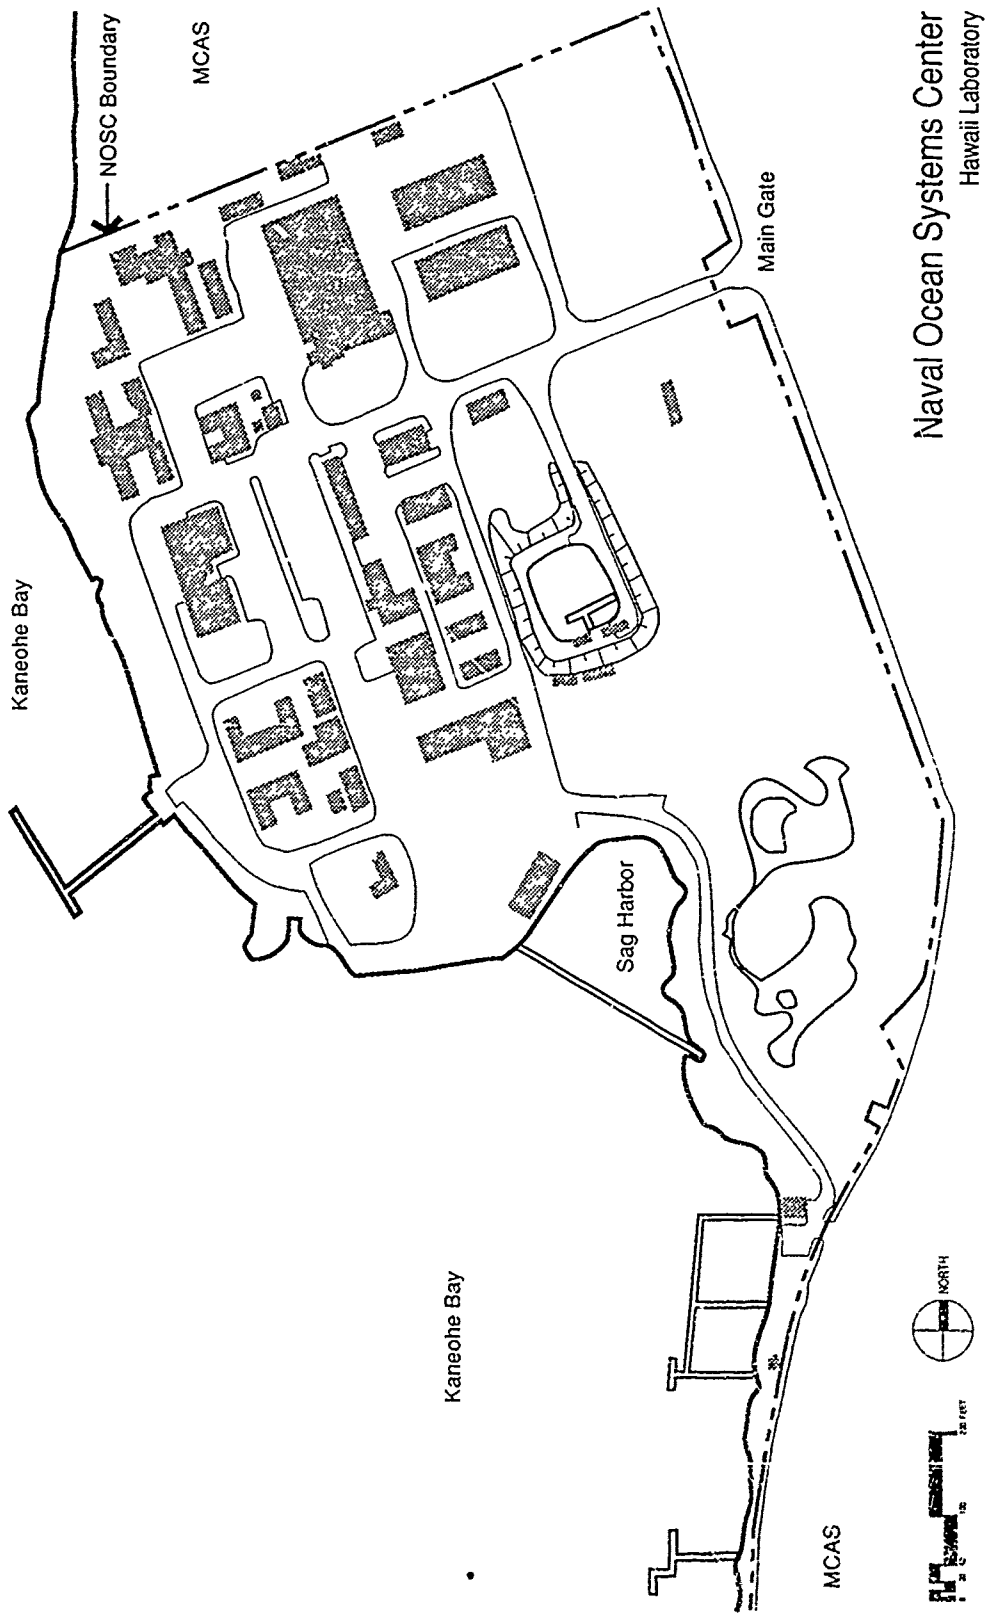 Kaneohe Bay
NOSC Boundary
MCAS
Main Gate
Sag Harbor
Kaneohe Bay
MCAS
NORTH
Naval Ocean Systems Center
Hawaii Laboratory